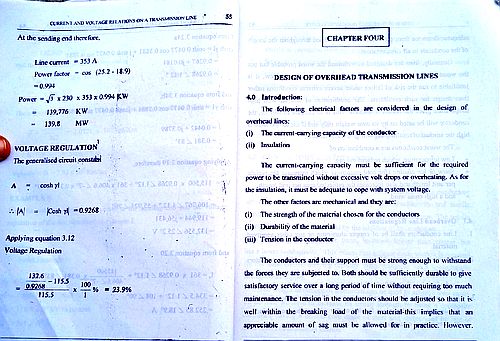 CURRENT AND VOLTAGE RELATIONS ON A TRANSMISSION LINE 55
At the sending end therefore.
Line current = 353 A
Power factor = cos (25.2 - 18.9)
= 0.994
Power = √3 x 230 x 353 x 0.994 KW
= 139,776 KW
= 139.8 MW
VOLTAGE REGULATION
The generalised circuit constant
A = cosh γl
∴ |A| = |Cosh γl = 0.9268
Applying equation 3.12
Voltage Regulation
= (132.6/0.9268 - 115.5)/115.5 x 100/1 % = 23.9%
CHAPTER FOUR
DESIGN OF OVERHEAD TRANSMISSION LINES
4.0 Introduction:
The following electrical factors are considered in the design of
overhead lines:
(i) The current-carrying capacity of the conductor
(ii) Insulation
The current-carrying capacity must be sufficient for the required
power to be transmitted without excessive volt drops or overheating. As for
the insulation, it must be adequate to cope with system voltage.
The other factors are mechanical and they are:
(i) The strength of the material chosen for the conductors
(ii) Durability of the material
(iii) Tension in the conductor
The conductors and their support must be strong enough to withstand
the forces they are subjected to. Both should be sufficiently durable to give
satisfactory service over a long period of time without requiring too much
maintenance. The tension in the conductors should be adjusted so that it is
well within the breaking load of the material-this implies that an
appreciable amount of sag must be allowed for in practice. However.